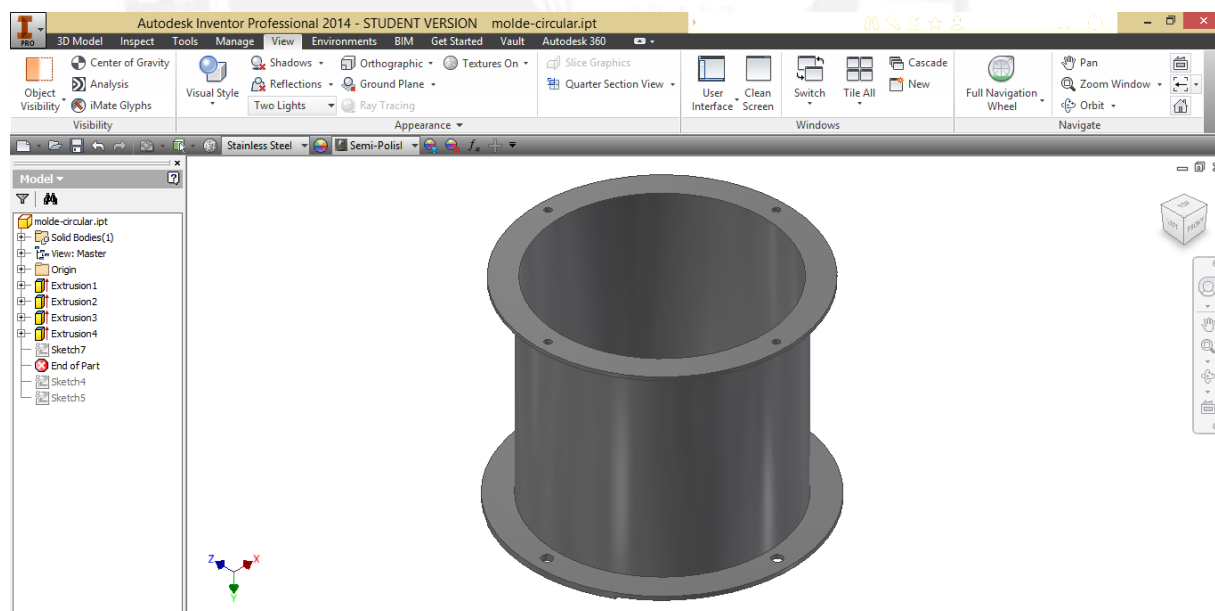 Autodesk Inventor Professional 2014 - STUDENT VERSION molde-circular.ipt
PRO 3D Model Inspect Tools Manage View Environments BIM Get Started Vault Autodesk 360
Center of Gravity Shadows Orthographic Textures On Slice Graphics Cascade Pan
Object Visibility Analysis Visual Style Reflections Ground Plane Quarter Section View User Interface Clean Screen Switch Tile All New Full Navigation Wheel Zoom Window
iMate Glyphs Two Lights Ray Tracing Orbit
Visibility Appearance Windows Navigate
Stainless Steel Semi-Polisl fx
Model
molde-circular.ipt
Solid Bodies(1)
View: Master
Origin
Extrusion1
Extrusion2
Extrusion3
Extrusion4
Sketch7
End of Part
Sketch4
Sketch5
TOP
FRONT
Z X
Y